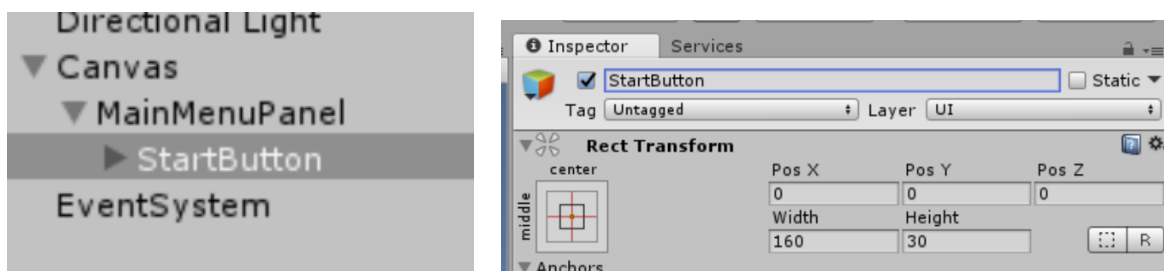 Directional Light
Canvas
MainMenuPanel
StartButton
EventSystem
Inspector Services
StartButton Static
Tag Untagged Layer UI
Rect Transform
center
middle
Pos X Pos Y Pos Z
0 0 0
Width Height
160 30 R
Anchors